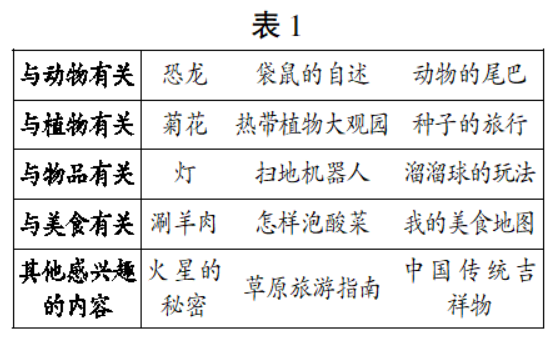 表1
与动物有关 恐龙 袋鼠的自述 动物的尾巴
与植物有关 菊花 热带植物大观园 种子的旅行
与物品有关 灯 扫地机器人 溜溜球的玩法
与美食有关 涮羊肉 怎样泡酸菜 我的美食地图
其他感兴趣
的内容
火星的
秘密
草原旅游指南
中国传统吉
祥物